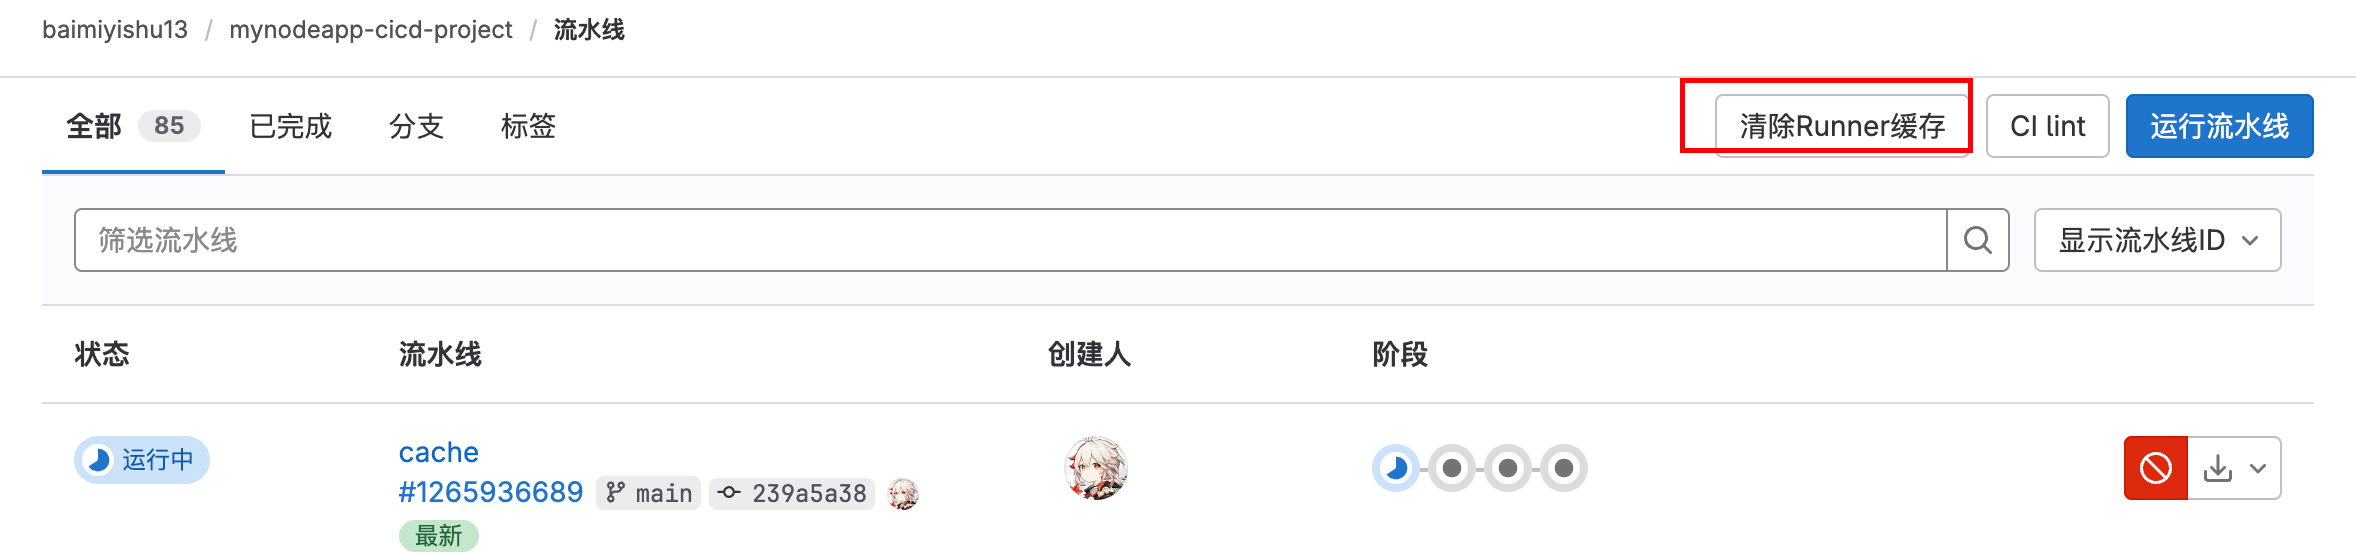 baimiyishu13 / mynodeapp-cicd-project / 流水线
全部 85 已完成 分支 标签 清除Runner缓存 CI lint 运行流水线
筛选流水线 显示流水线ID
状态 流水线 创建人 阶段
运行中 cache
#1265936689 main 239a5a38
最新